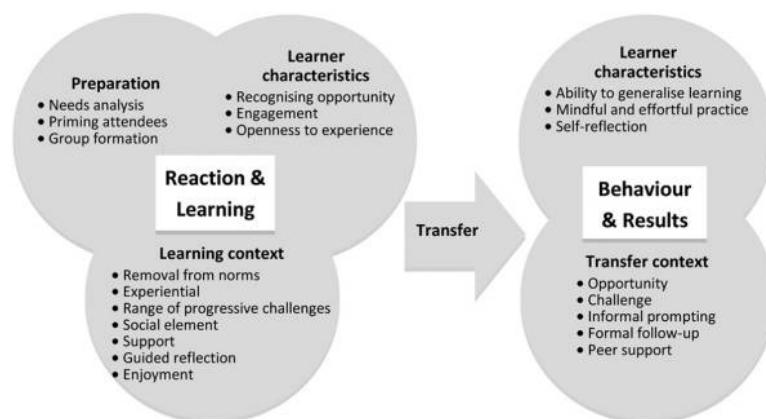 Preparation
• Needs analysis
• Priming attendees
• Group formation
Learner
characteristics
• Recognising opportunity
• Engagement
• Openness to experience
Reaction &
Learning
Learning context
• Removal from norms
• Experiential
• Range of progressive challenges
• Social element
• Support
• Guided reflection
• Enjoyment
Transfer
Learner
characteristics
• Ability to generalise learning
• Mindful and effortful practice
• Self-reflection
Behaviour
& Results
Transfer context
• Opportunity
• Challenge
• Informal prompting
• Formal follow-up
• Peer support